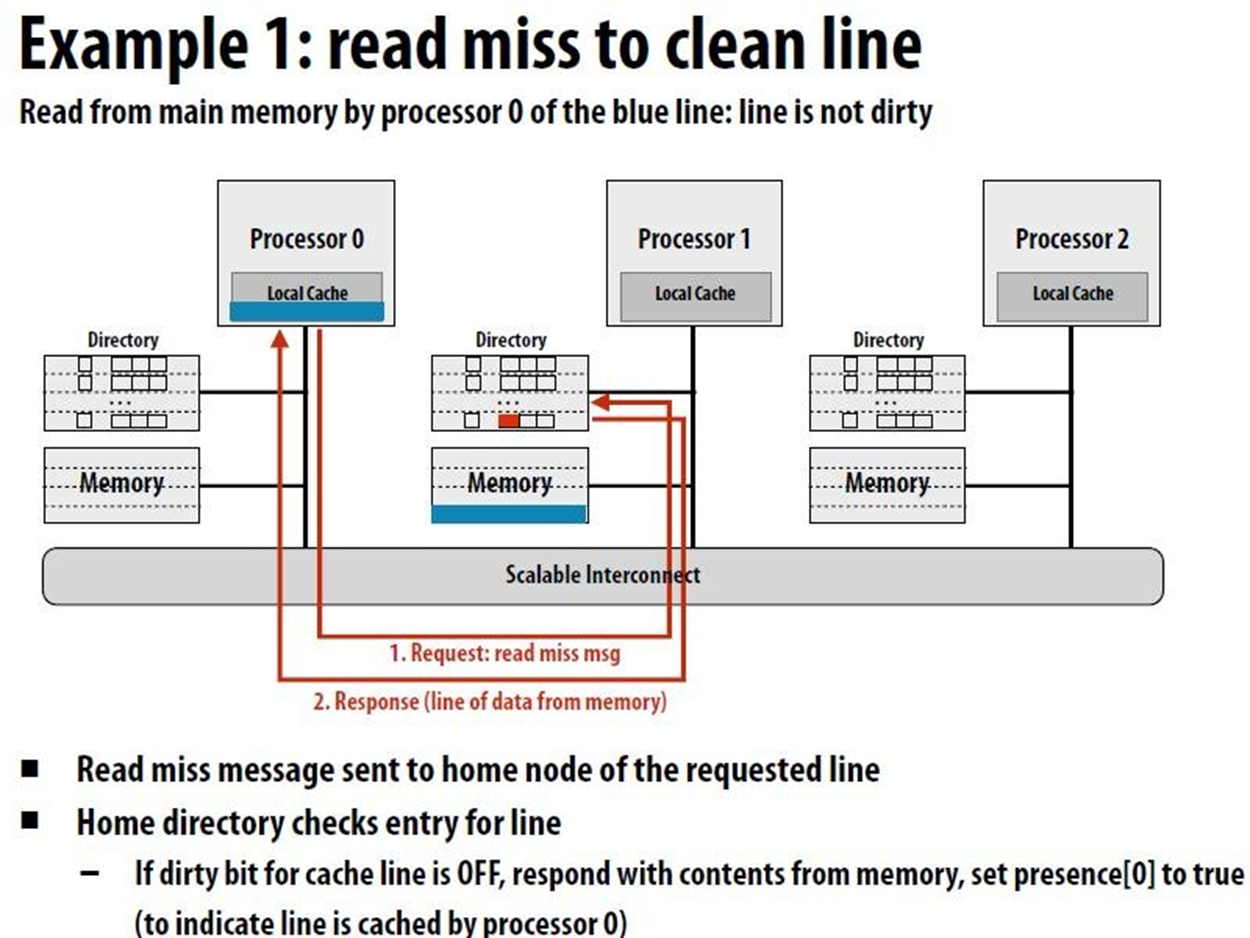 Example 1: read miss to clean line
Read from main memory by processor 0 of the blue line: line is not dirty
Processor 0
Local Cache
Processor 1
Local Cache
Processor 2
Local Cache
Directory
...
Memory
Directory
...
Memory
Directory
...
Memory
Scalable Interconnect
1. Request: read miss msg
2. Response (line of data from memory)
■ Read miss message sent to home node of the requested line
■ Home directory checks entry for line
– If dirty bit for cache line is OFF, respond with contents from memory, set presence[0] to true
(to indicate line is cached by processor 0)